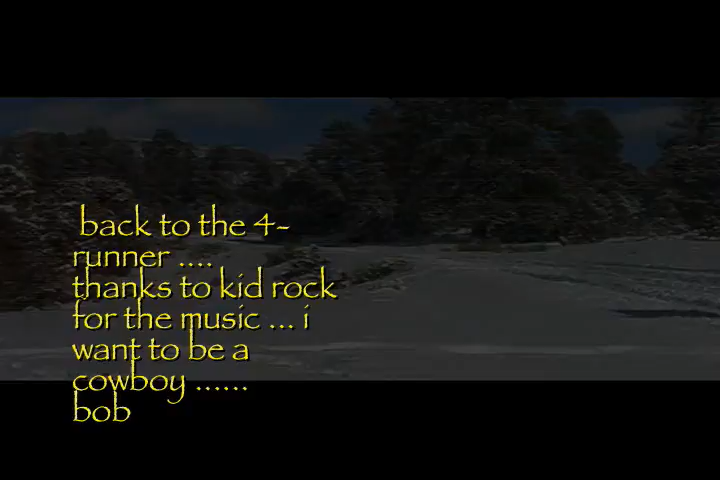 back to the 4-
runner ....
thanks to kid rock
for the music ... i
want to be a
cowboy ......
bob